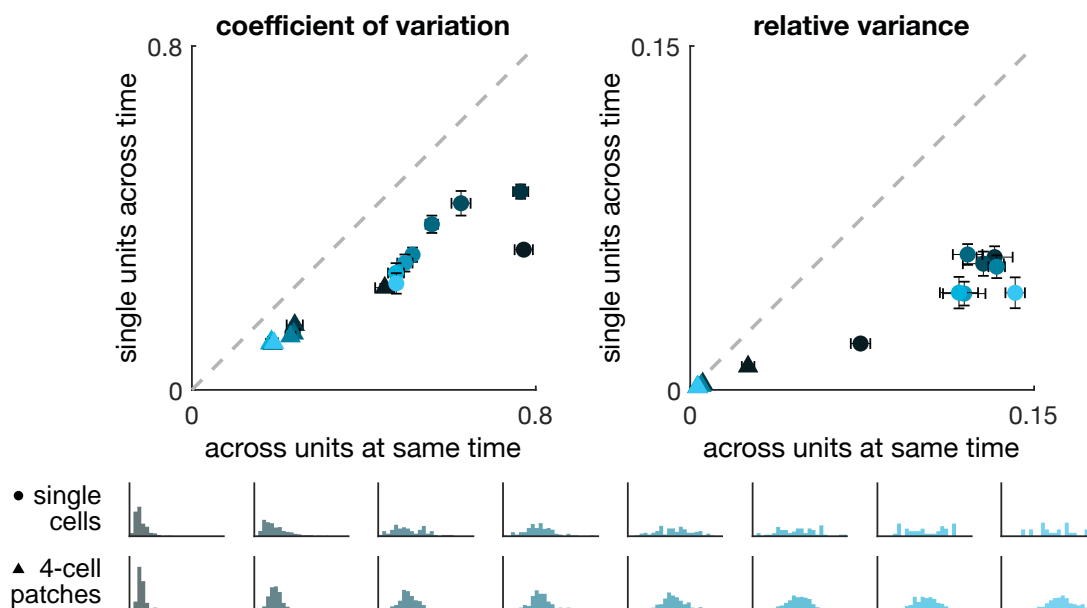 coefficient of variation
relative variance
0.8
single units across time
0
0
0.8
across units at same time
0.15
single units across time
0
0
0.15
across units at same time
single
cells
4-cell
patches